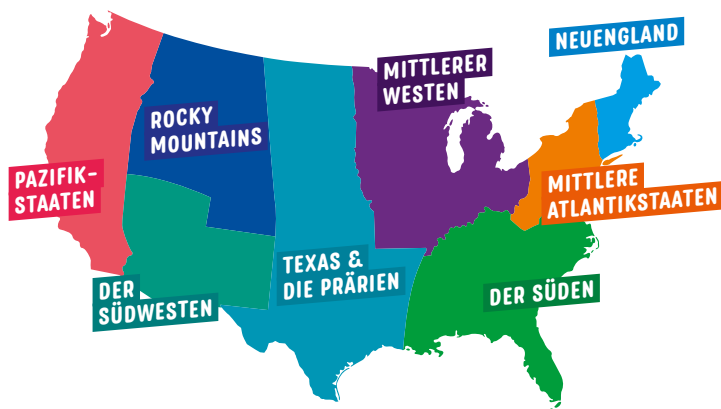 NEUENGLAND
MITTLERER
WESTEN
ROCKY
MOUNTAINS
PAZIFIK-
STAATEN
MITTLERE
ATLANTIKSTAATEN
TEXAS &
DIE PRÄRIEN
DER
SÜDWESTEN
DER SÜDEN